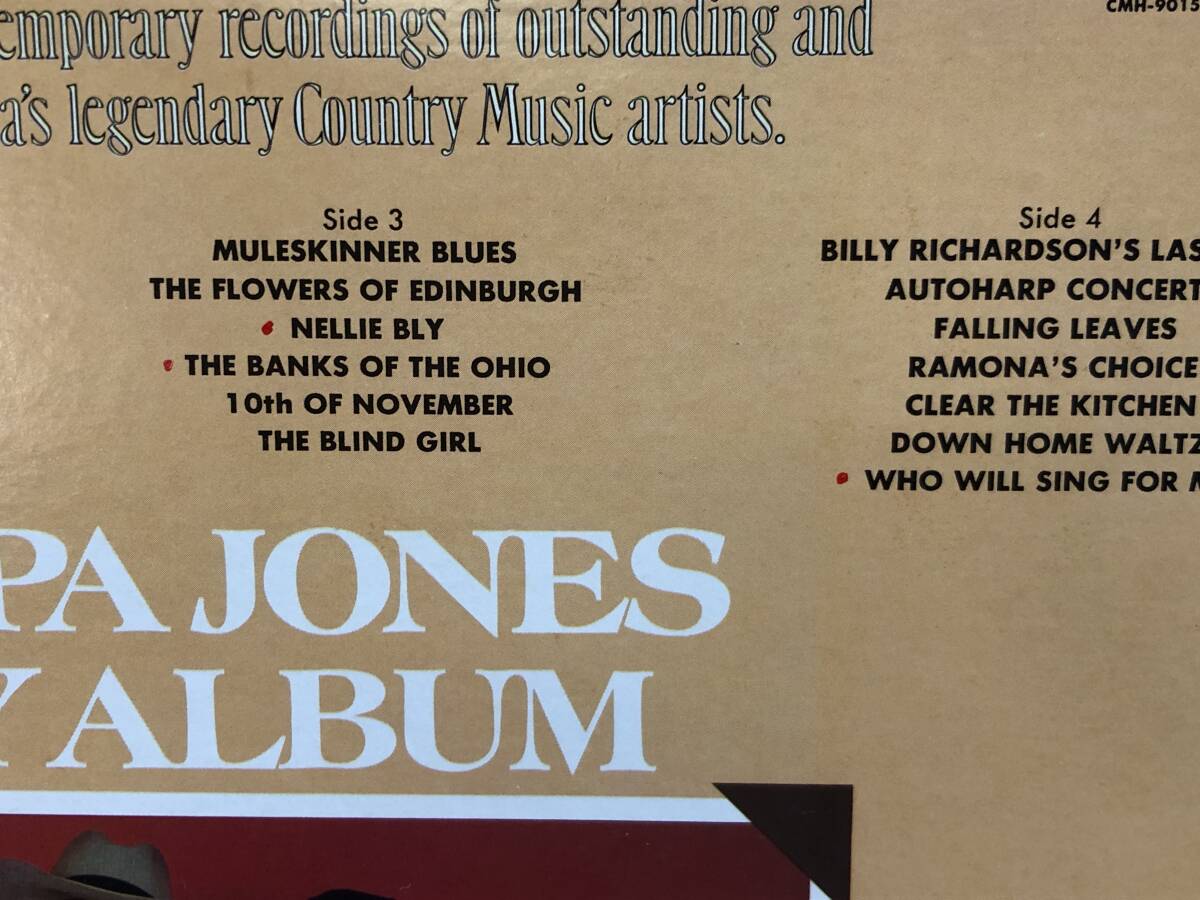 CMH-9015
emporary recordings of outstanding and
a's legendary Country Music artists.
Side 3
MULESKINNER BLUES
THE FLOWERS OF EDINBURGH
NELLIE BLY
THE BANKS OF THE OHIO
10th OF NOVEMBER
THE BLIND GIRL
Side 4
BILLY RICHARDSON'S LAS
AUTOHARP CONCERT
FALLING LEAVES
RAMONA'S CHOICE
CLEAR THE KITCHEN
DOWN HOME WALTZ
WHO WILL SING FOR M
PA JONES
Y ALBUM